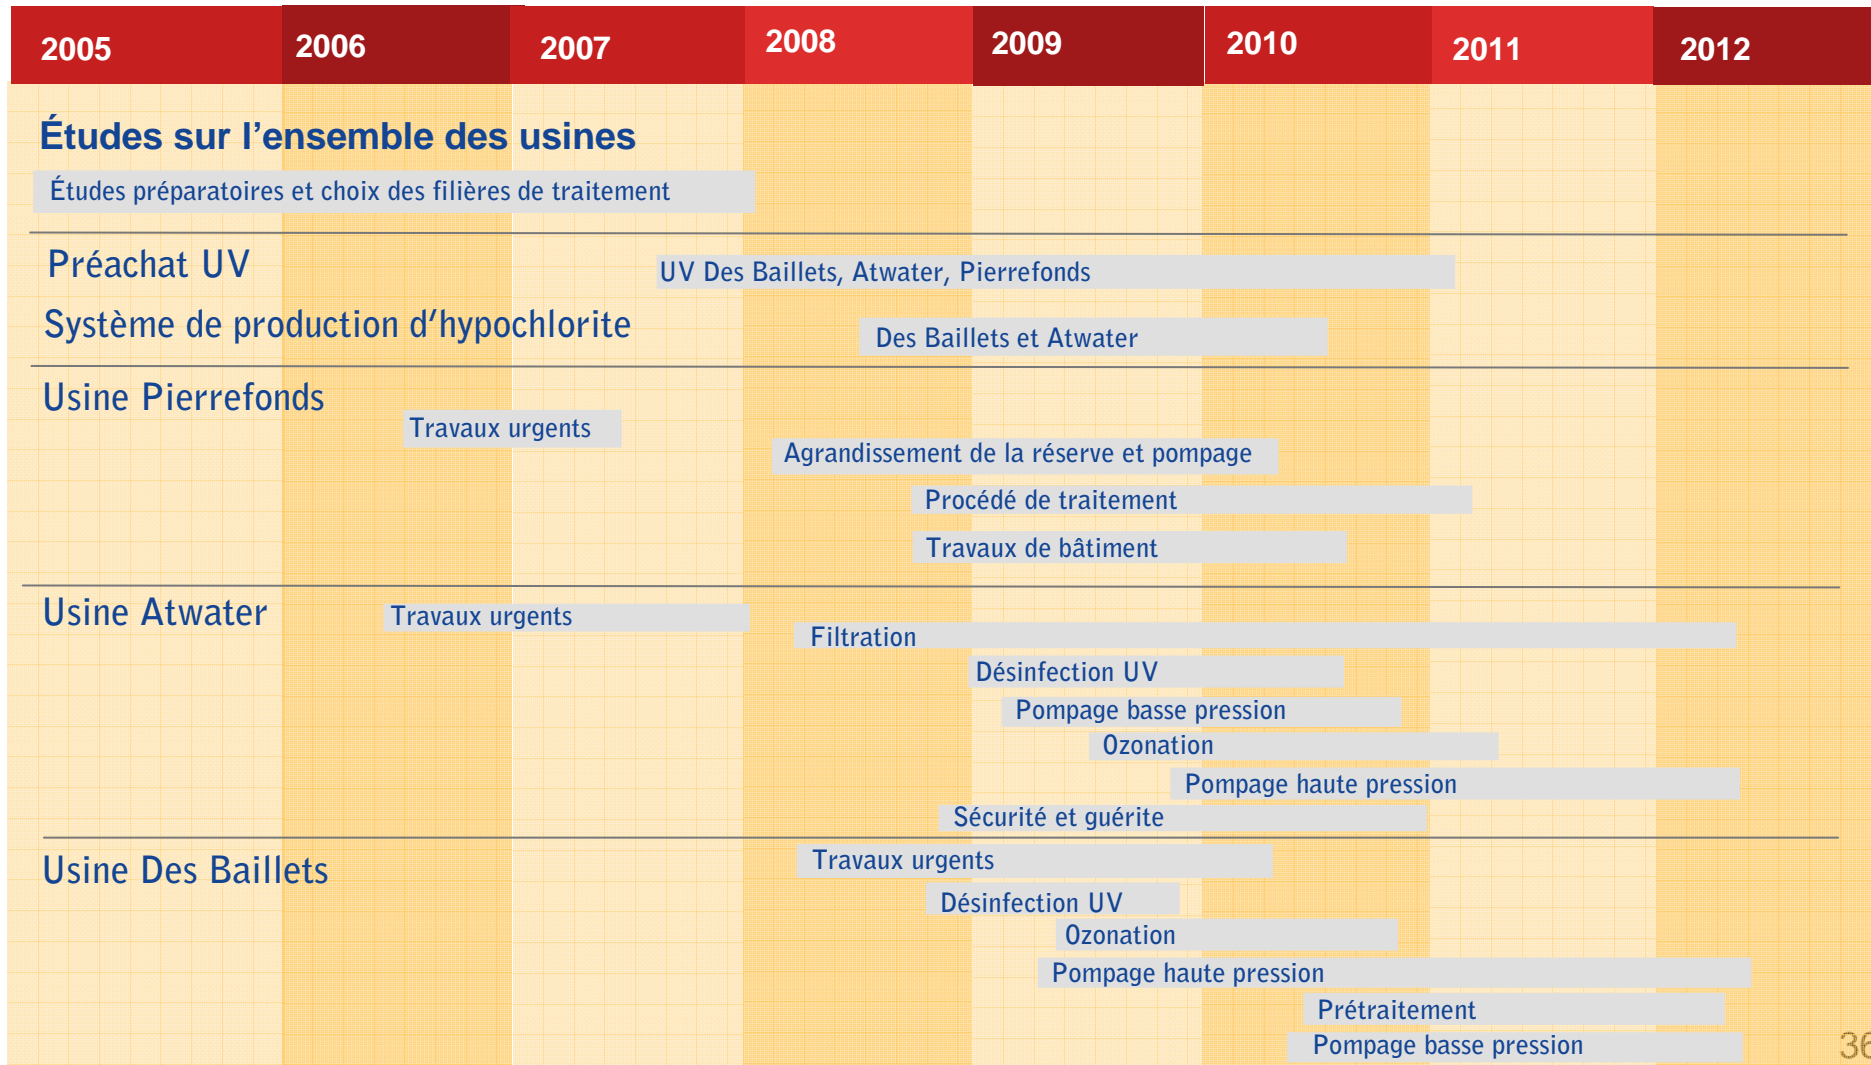 2005 2006 2007 2008 2009 2010 2011 2012
Études sur l'ensemble des usines
Études préparatoires et choix des filières de traitement
Préachat UV
UV Des Baillets, Atwater, Pierrefonds
Système de production d'hypochlorite
Des Baillets et Atwater
Usine Pierrefonds
Travaux urgents
Agrandissement de la réserve et pompage
Procédé de traitement
Travaux de bâtiment
Usine Atwater
Travaux urgents
Filtration
Désinfection UV
Pompage basse pression
Ozonation
Pompage haute pression
Sécurité et guérite
Usine Des Baillets
Travaux urgents
Désinfection UV
Ozonation
Pompage haute pression
Prétraitement
Pompage basse pression
36